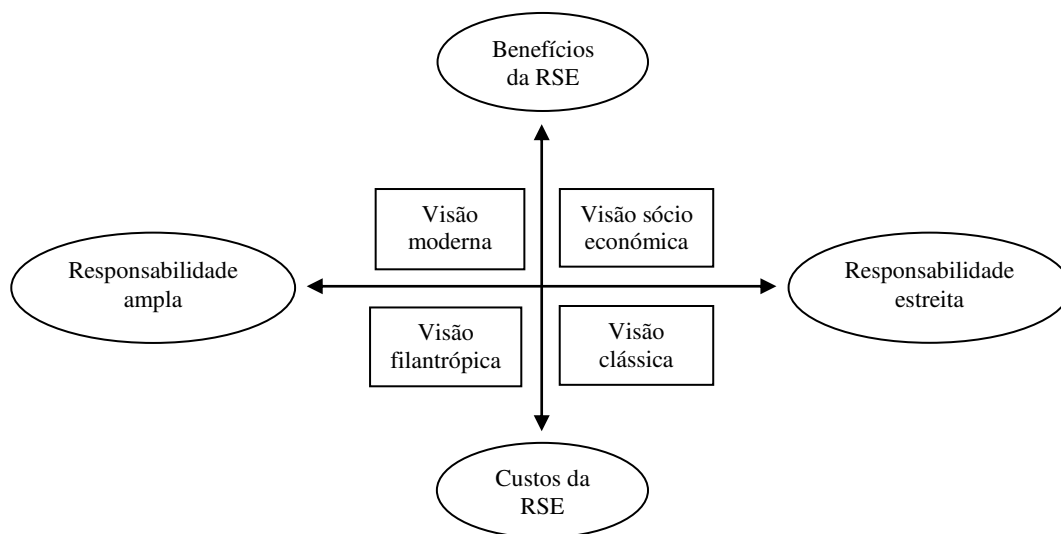 Benefícios
da RSE
Visão
moderna
Visão sócio
económica
Responsabilidade
ampla
Responsabilidade
estreita
Visão
filantrópica
Visão
clássica
Custos da
RSE